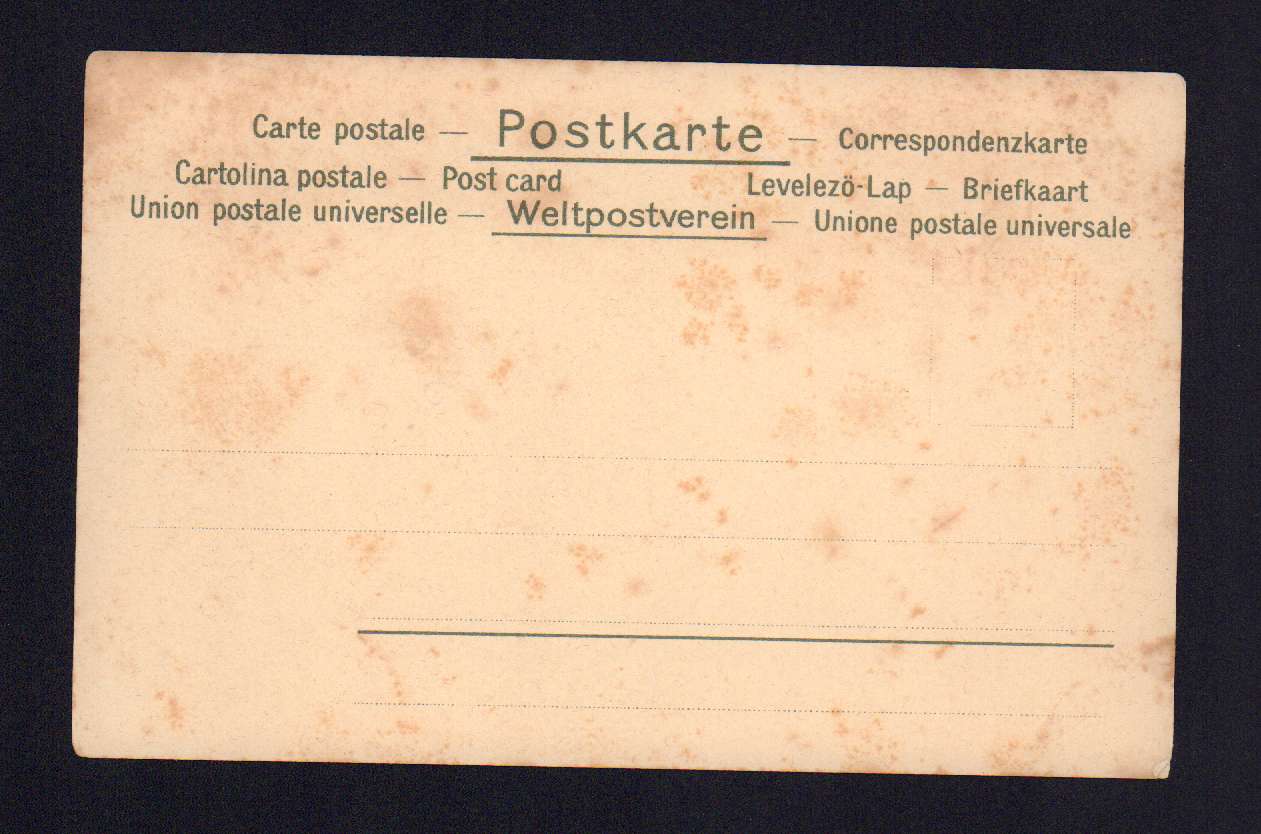 Carte postale — Postkarte — Correspondenzkarte
Cartolina postale — Post card Levelezö-Lap — Briefkaart
Union postale universelle — Weltpostverein — Unione postale universale